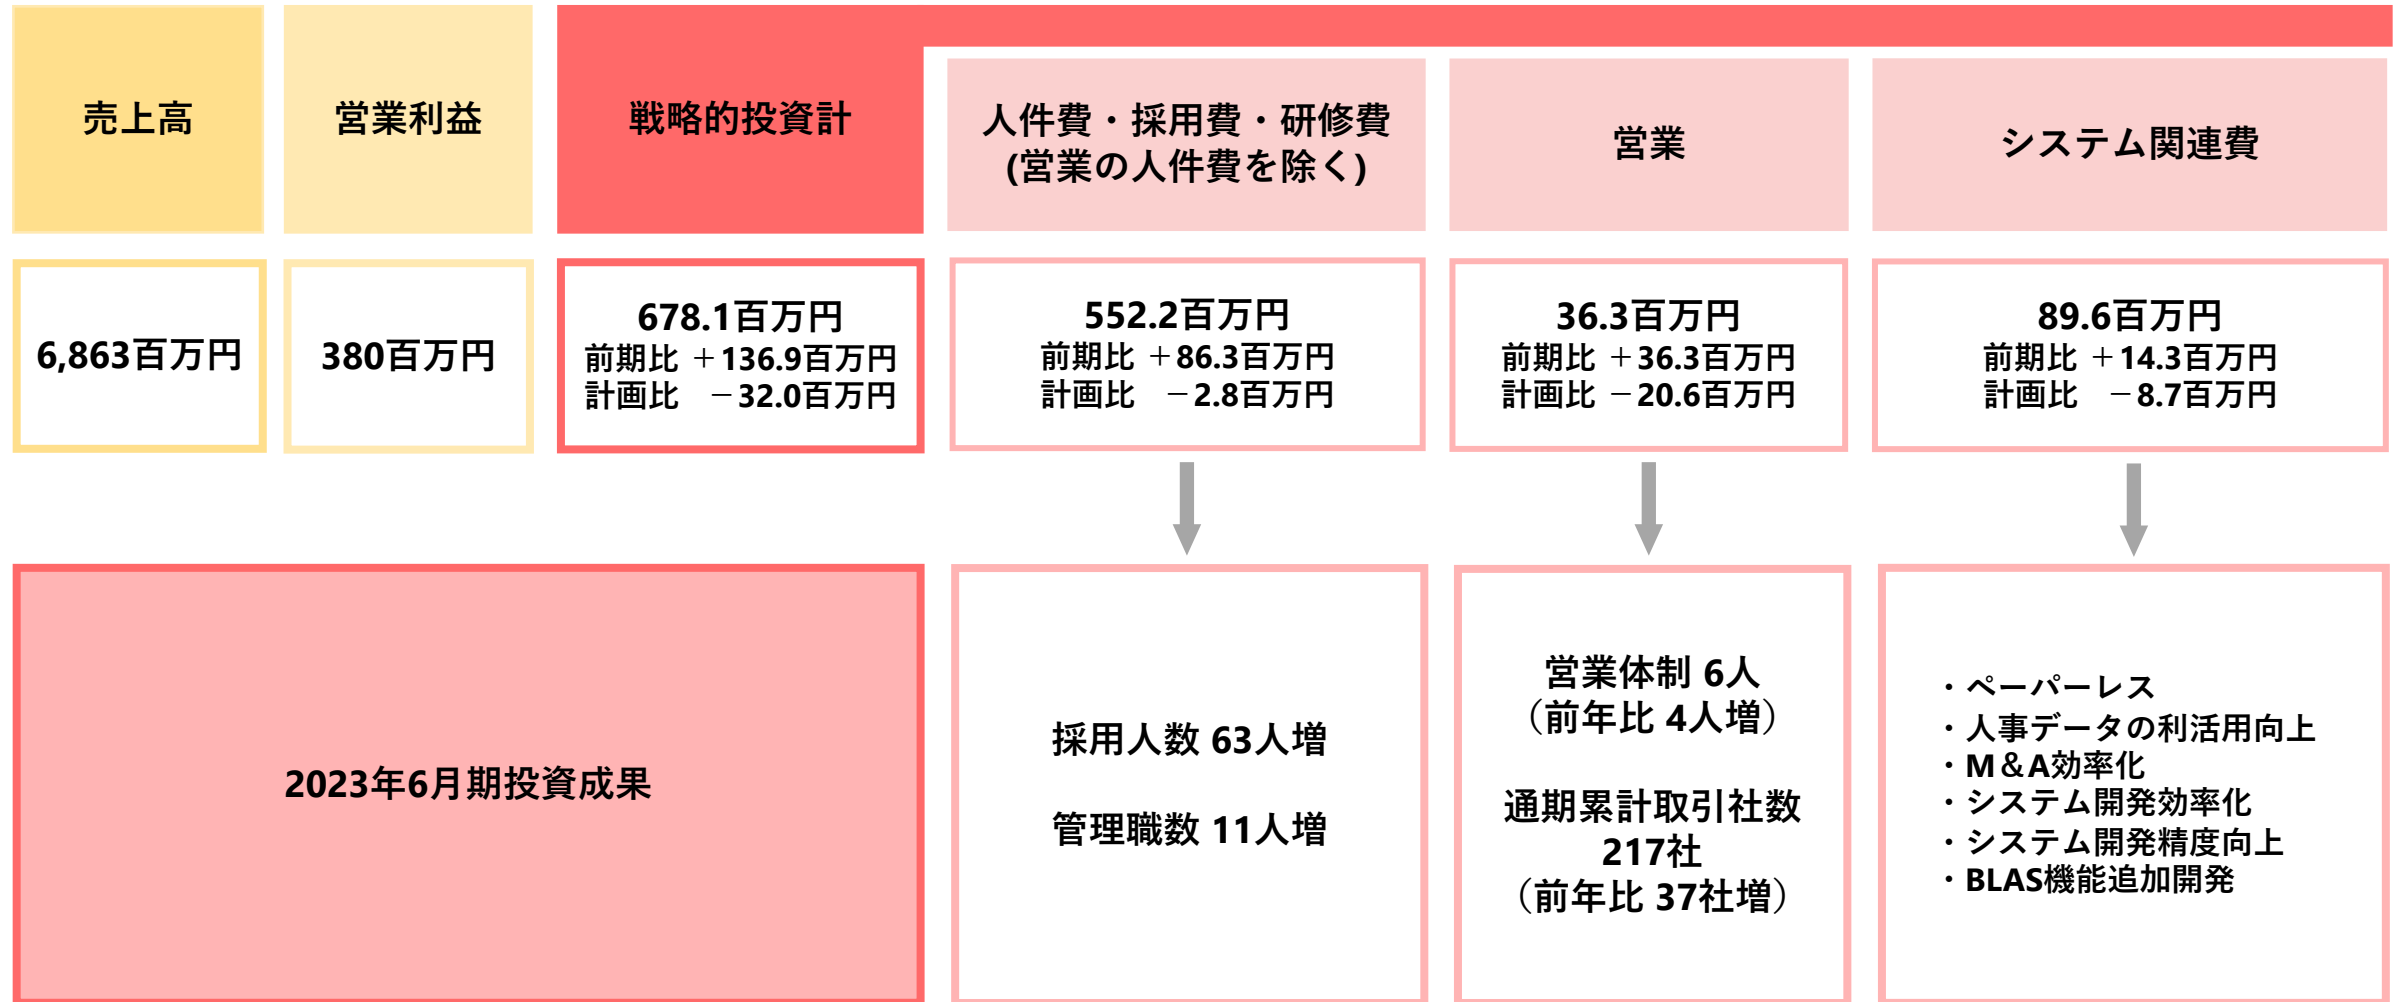 売上高
営業利益
戦略的投資計
人件費・採用費・研修費
(営業の人件費を除く)
営業
システム関連費
6,863百万円
380百万円
678.1百万円
前期比 +136.9百万円
計画比 -32.0百万円
552.2百万円
前期比 +86.3百万円
計画比 -2.8百万円
36.3百万円
前期比 +36.3百万円
計画比 -20.6百万円
89.6百万円
前期比 +14.3百万円
計画比 -8.7百万円
2023年6月期投資成果
採用人数 63人増
管理職数 11人増
営業体制 6人
（前年比 4人増）
通期累計取引社数
217社
（前年比 37社増）
・ペーパーレス
・人事データの利活用向上
・M＆A効率化
・システム開発効率化
・システム開発精度向上
・BLAS機能追加開発